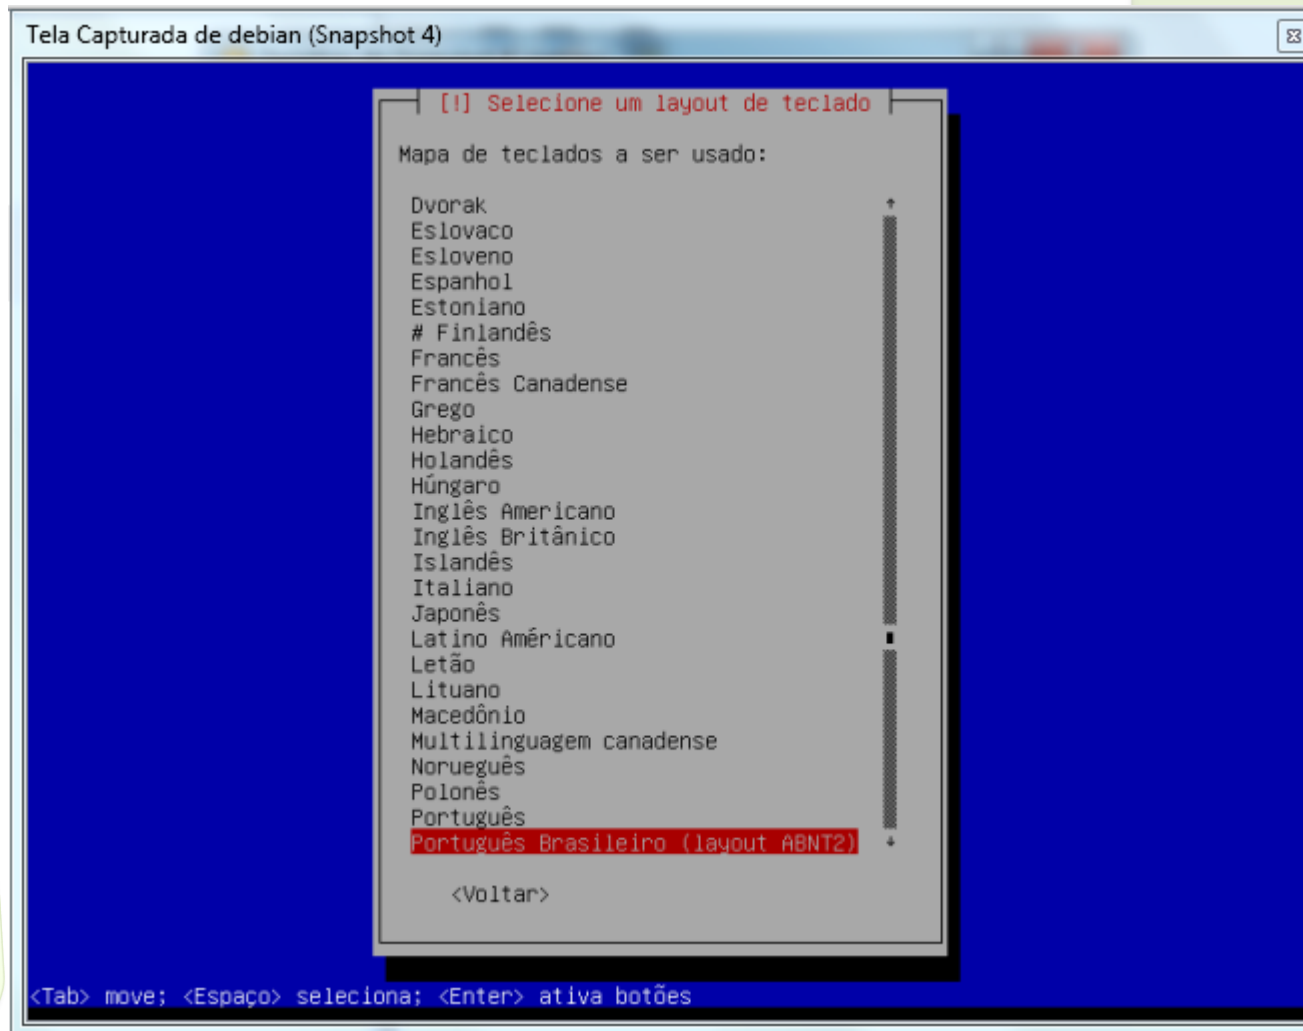 Tela Capturada de debian (Snapshot 4)
[!] Selecione um layout de teclado
Mapa de teclados a ser usado:
Dvorak
Eslovaco
Esloveno
Espanhol
Estoniano
# Finlandês
Francês
Francês Canadense
Grego
Hebraico
Holandês
Húngaro
Inglês Americano
Inglês Britânico
Islandês
Italiano
Japonês
Latino Américano
Letão
Lituano
Macedônio
Multilinguagem canadense
Norueguês
Polonês
Português
Português Brasileiro (layout ABNT2)
<Voltar>
<Tab> move; <Espaço> seleciona; <Enter> ativa botões